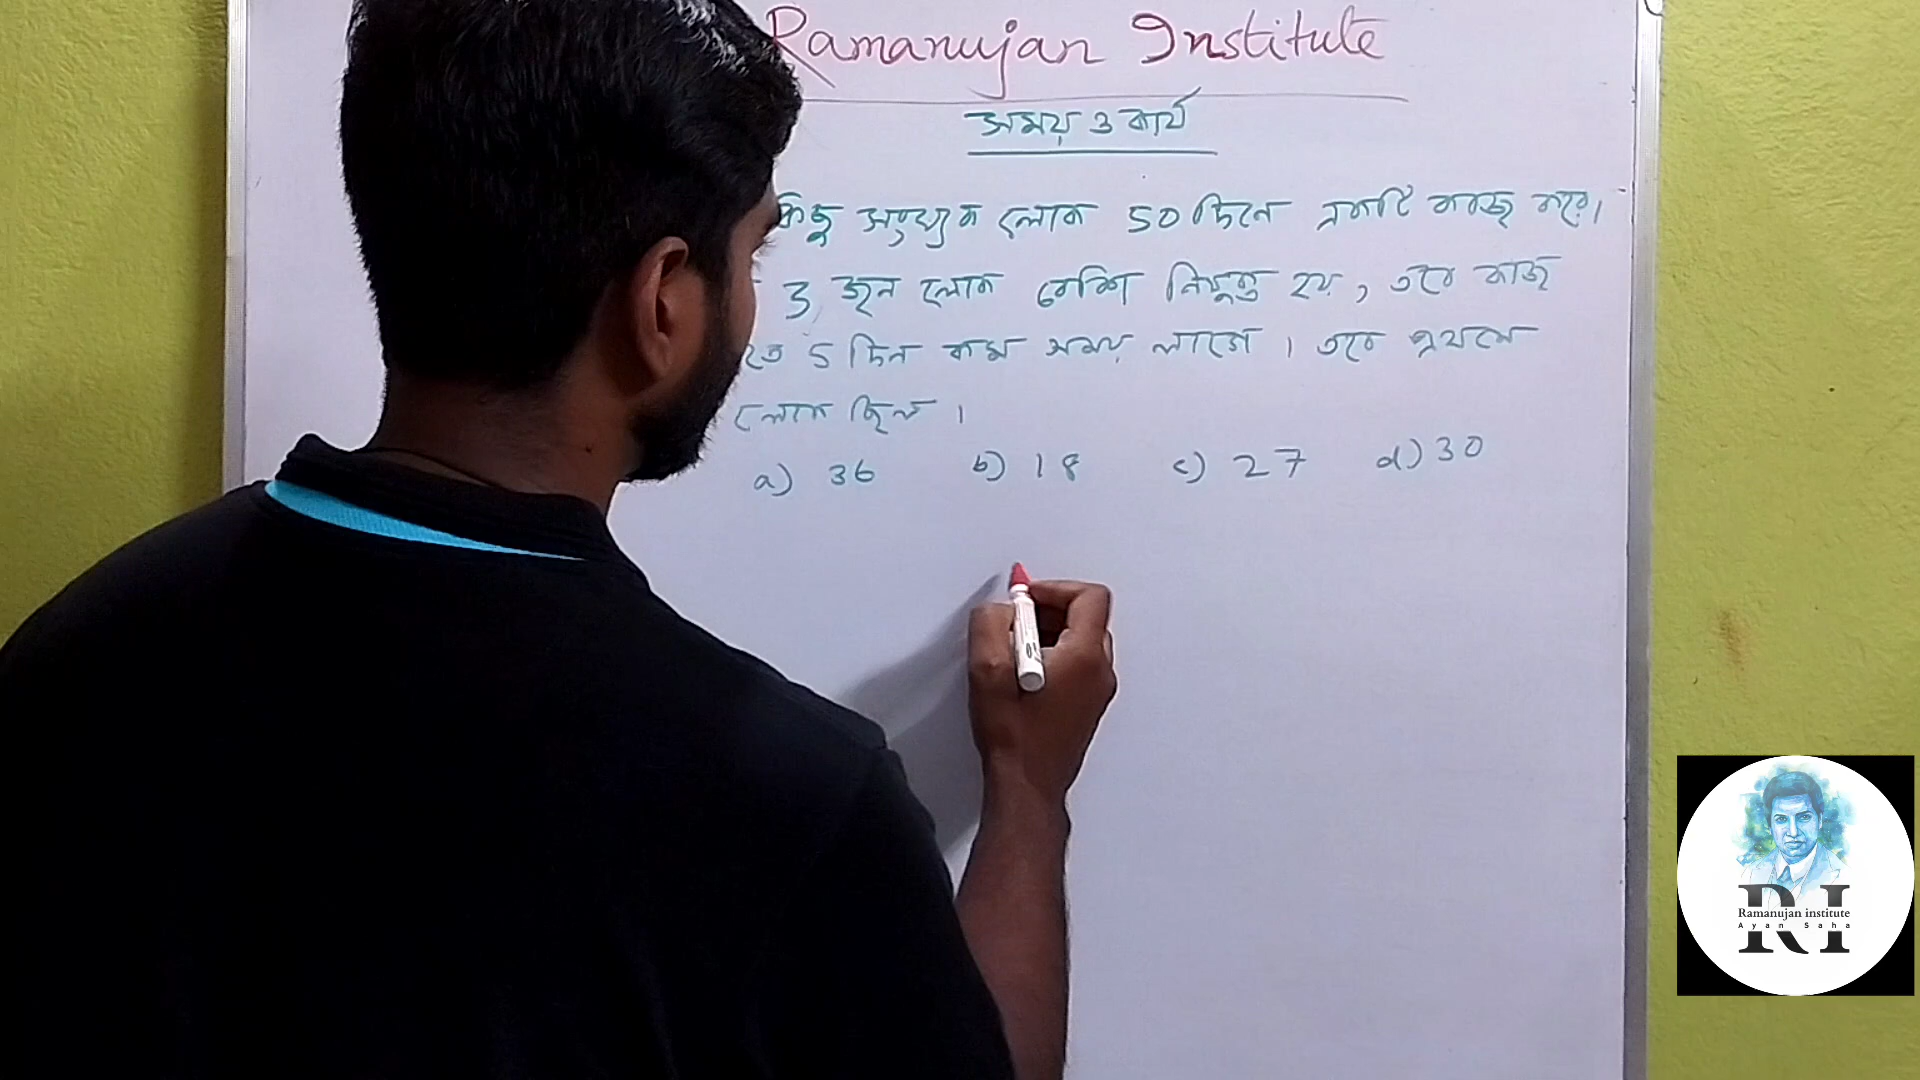 Ramanujan Institute
সময় ও কার্য
কিছু সংখ্যক লোক 50 দিনে একটি কাজ করে।
3 জন লোক বেশি নিযুক্ত হয়, তবে কাজ
5 দিন কম সময় লাগে। তবে প্রথমে
লোক ছিল।
a) 36 b) 18 c) 27 d) 30
RI
Ramanujan institute
Ayan Saha